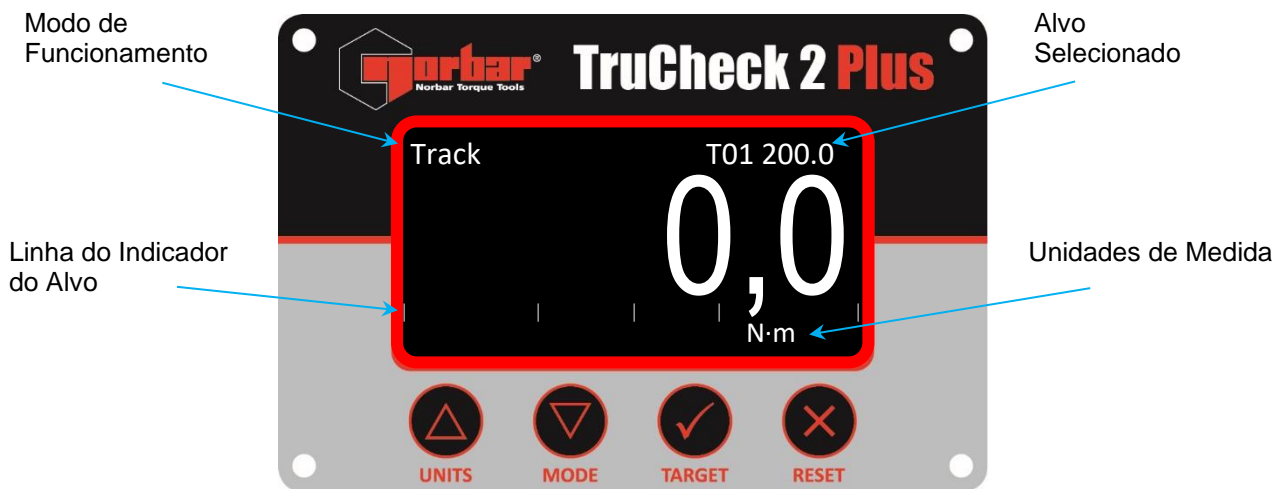 Modo de
Funcionamento
Alvo
Selecionado
Norbar®
Norbar Torque Tools
TruCheck 2 Plus
Track
T01 200.0
0,0
Linha do Indicador
do Alvo
Unidades de Medida
N·m
UNITS
MODE
TARGET
RESET